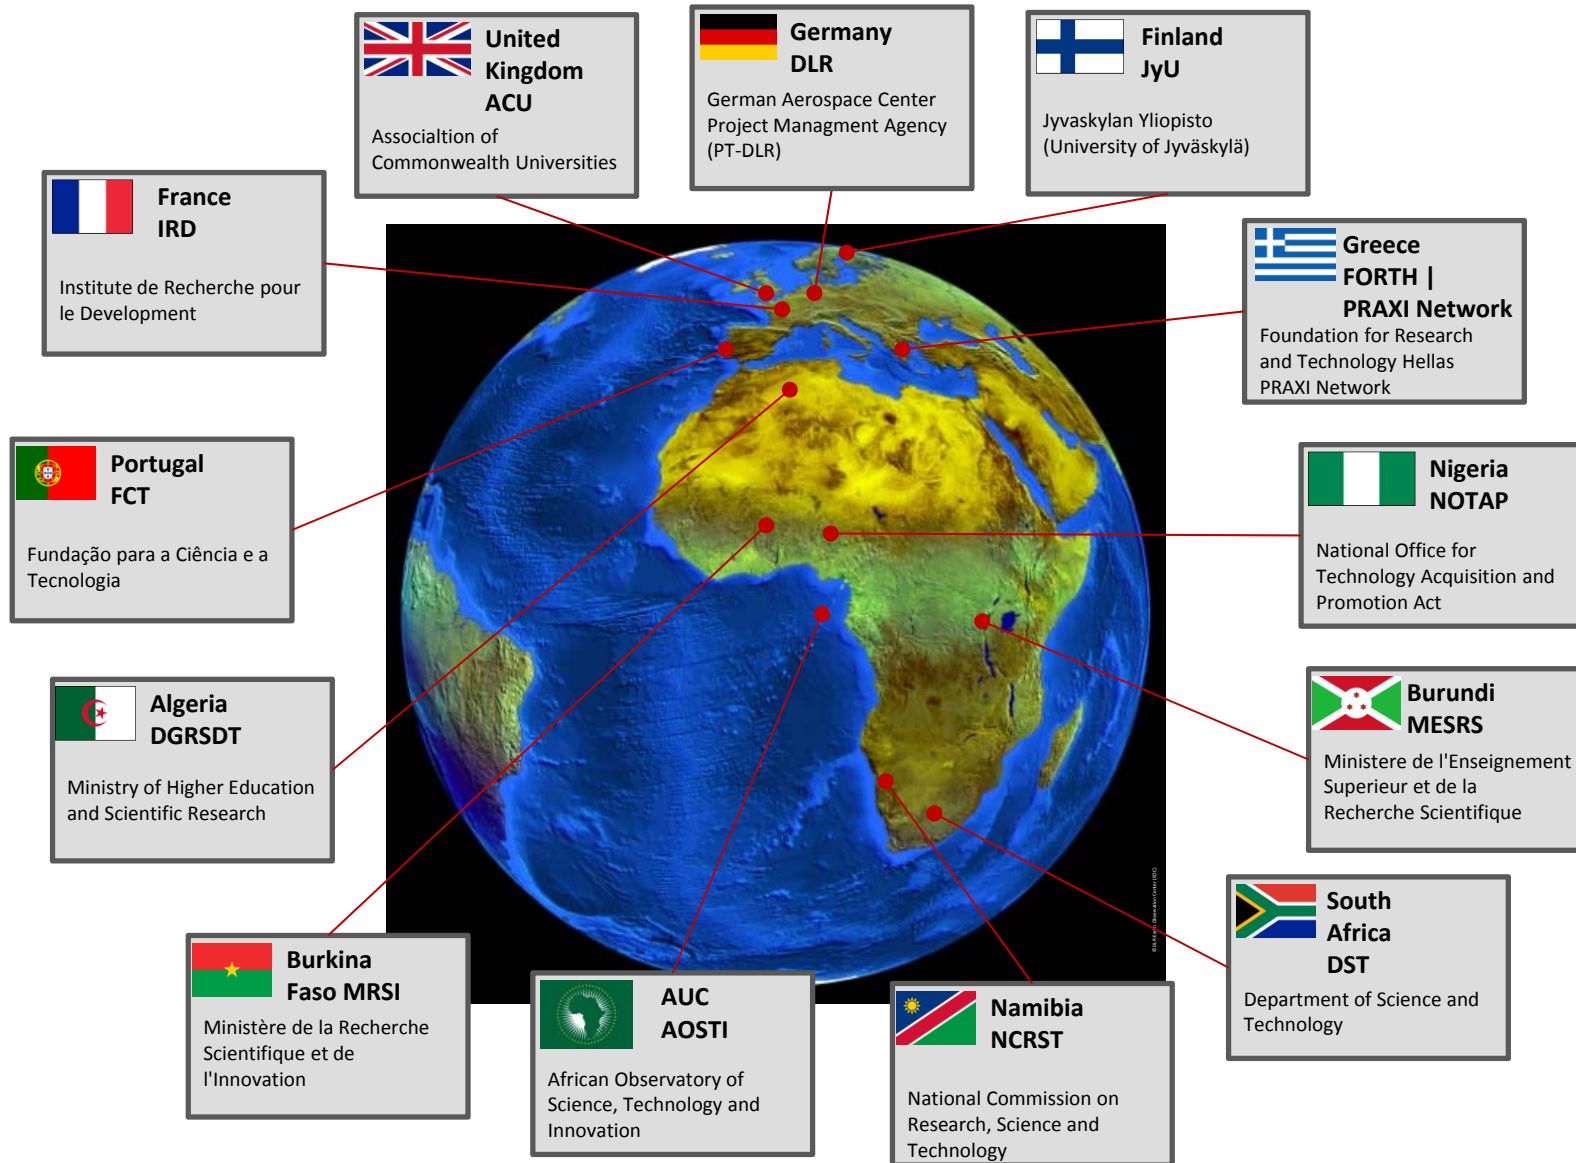 United
Kingdom
ACU
Associaltion of
Commonwealth Universities
Germany
DLR
German Aerospace Center
Project Managment Agency
(PT-DLR)
Finland
JyU
Jyvaskylan Yliopisto
(University of Jyväskylä)
France
IRD
Institute de Recherche pour
le Development
Greece
FORTH |
PRAXI Network
Foundation for Research
and Technology Hellas
PRAXI Network
Portugal
FCT
Fundação para a Ciência e a
Tecnologia
Nigeria
NOTAP
National Office for
Technology Acquisition and
Promotion Act
Algeria
DGRSDT
Ministry of Higher Education
and Scientific Research
Burundi
MESRS
Ministere de l'Enseignement
Superieur et de la
Recherche Scientifique
South
Africa
DST
Department of Science and
Technology
Burkina
Faso MRSI
Ministère de la Recherche
Scientifique et de
l'Innovation
AUC
AOSTI
African Observatory of
Science, Technology and
Innovation
Namibia
NCRST
National Commission on
Research, Science and
Technology
© DLR Earth Observation Center (EOC)